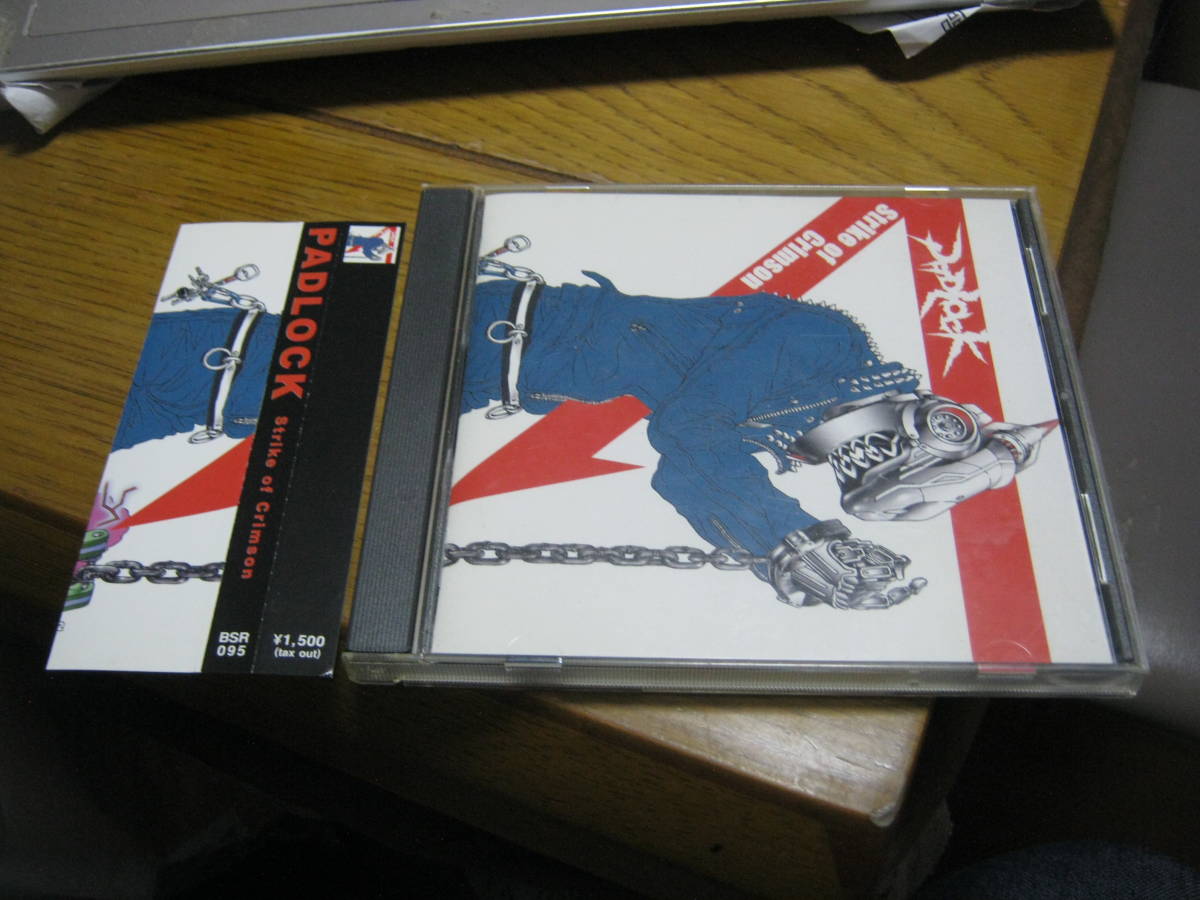 PADLOCK
Strike of Crimson
BSR
095
¥1,500
(tax out)
Strike of
Crimson
PADLOCK